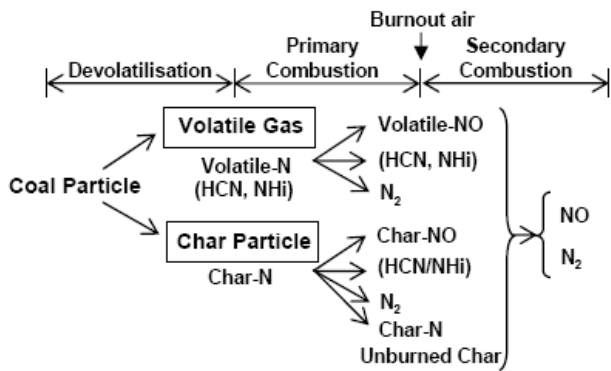 Burnout air
Primary Secondary
Devolatilisation Combustion Combustion
Volatile Gas
Volatile-N
(HCN, NHi)
Volatile-NO
(HCN, NHi)
N₂
Coal Particle
Char Particle
Char-N
Char-NO
(HCN/NHi)
N₂
Char-N
Unburned Char
NO
N₂